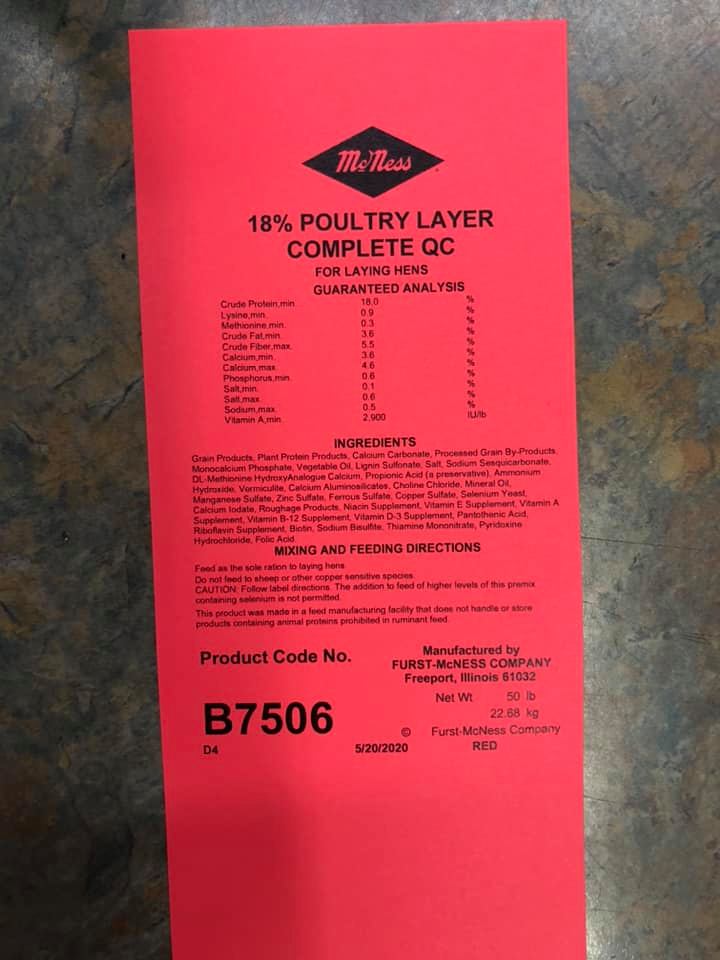 McNess
18% POULTRY LAYER
COMPLETE QC
FOR LAYING HENS
GUARANTEED ANALYSIS
Crude Protein,min 18.0 %
Lysine,min. 0.9 %
Methionine,min. 0.3 %
Crude Fat,min. 3.6 %
Crude Fiber,max. 5.5 %
Calcium,min. 3.6 %
Calcium,max. 4.6 %
Phosphorus,min. 0.6 %
Salt,min. 0.1 %
Salt,max. 0.6 %
Sodium,max. 0.5 %
Vitamin A,min. 2,900 IU/lb
INGREDIENTS
Grain Products, Plant Protein Products, Calcium Carbonate, Processed Grain By-Products,
Monocalcium Phosphate, Vegetable Oil, Lignin Sulfonate, Salt, Sodium Sesquicarbonate,
DL-Methionine HydroxyAnalogue Calcium, Propionic Acid (a preservative), Ammonium
Hydroxide, Vermiculite, Calcium Aluminosilicates, Choline Chloride, Mineral Oil,
Manganese Sulfate, Zinc Sulfate, Ferrous Sulfate, Copper Sulfate, Selenium Yeast,
Calcium Iodate, Roughage Products, Niacin Supplement, Vitamin E Supplement, Vitamin A
Supplement, Vitamin B-12 Supplement, Vitamin D-3 Supplement, Pantothenic Acid,
Riboflavin Supplement, Biotin, Sodium Bisulfite, Thiamine Mononitrate, Pyridoxine
Hydrochloride, Folic Acid
MIXING AND FEEDING DIRECTIONS
Feed as the sole ration to laying hens
Do not feed to sheep or other copper sensitive species.
CAUTION: Follow label directions. The addition to feed of higher levels of this premix
containing selenium is not permitted.
This product was made in a feed manufacturing facility that does not handle or store
products containing animal proteins prohibited in ruminant feed.
Product Code No.
Manufactured by
FURST-McNESS COMPANY
Freeport, Illinois 61032
Net Wt 50 lb
22.68 kg
B7506
© Furst-McNess Company
D4 5/20/2020 RED